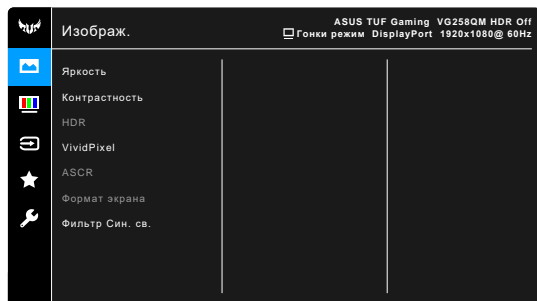 Изображ.
ASUS TUF Gaming VG258QM HDR Off
Гонки режим DisplayPort 1920x1080@ 60Hz
Яркость
Контрастность
HDR
VividPixel
ASCR
Формат экрана
Фильтр Син. св.